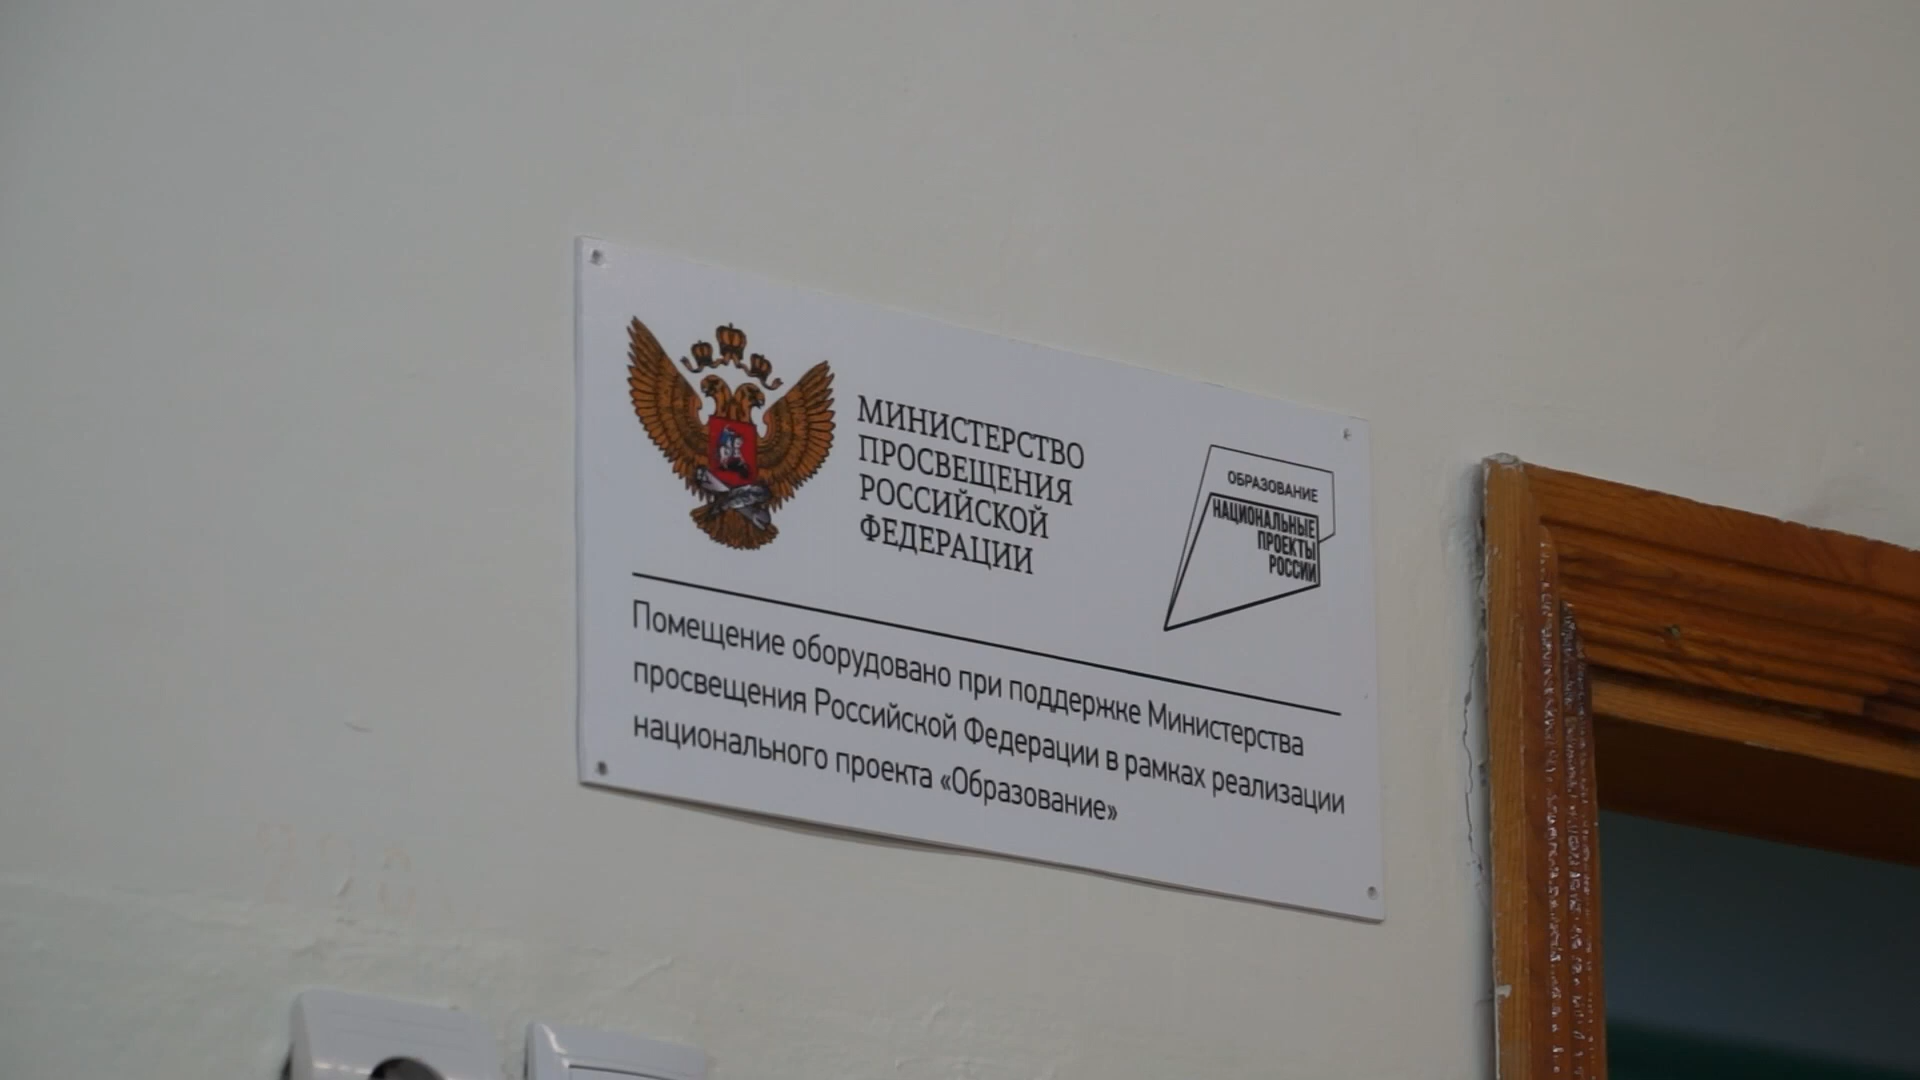 МИНИСТЕРСТВО
ПРОСВЕЩЕНИЯ
РОССИЙСКОЙ
ФЕДЕРАЦИИ
ОБРАЗОВАНИЕ
НАЦИОНАЛЬНЫЕ
ПРОЕКТЫ
РОССИИ
Помещение оборудовано при поддержке Министерства
просвещения Российской Федерации в рамках реализации
национального проекта «Образование»